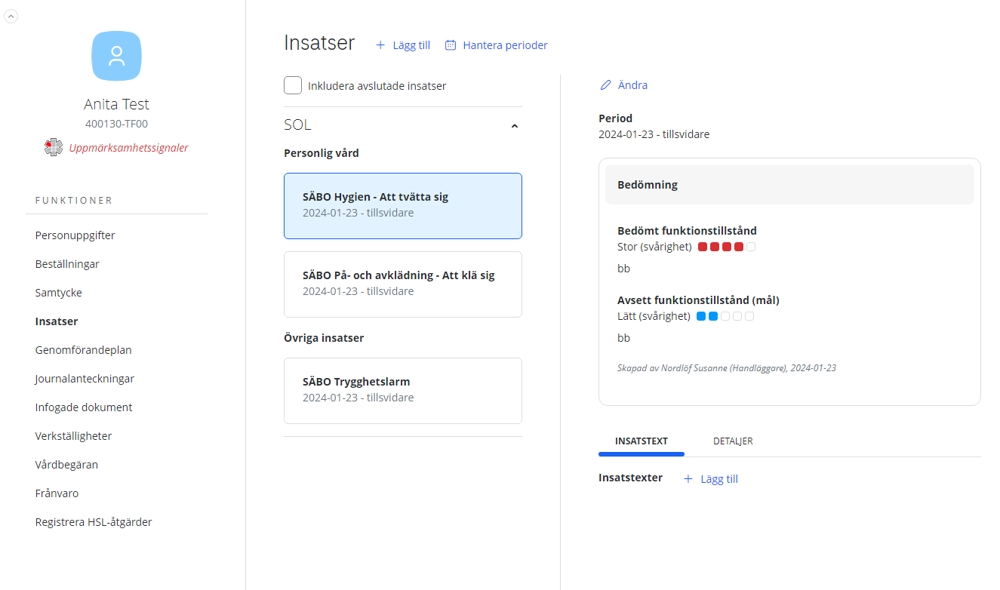 Anita Test
400130-TF00
Uppmärksamhetssignaler
FUNKTIONER
Personuppgifter
Beställningar
Samtycke
Insatser
Genomförandeplan
Journalanteckningar
Infogade dokument
Verkställigheter
Vårdbegäran
Frånvaro
Registrera HSL-åtgärder
Insatser
Lägg till
Hantera perioder
Inkludera avslutade insatser
SOL
Personlig vård
SÄBO Hygien - Att tvätta sig
2024-01-23 - tillsvidare
SÄBO På- och avklädning - Att klä sig
2024-01-23 - tillsvidare
Övriga insatser
SÄBO Trygghetslarm
2024-01-23 - tillsvidare
Ändra
Period
2024-01-23 - tillsvidare
Bedömning
Bedömt funktionstillstånd
Stor (svårighet)
bb
Avsett funktionstillstånd (mål)
Lätt (svårighet)
bb
Skapad av Nordlöf Susanne (Handläggare), 2024-01-23
INSATSTEXT
DETALJER
Insatstexter
Lägg till